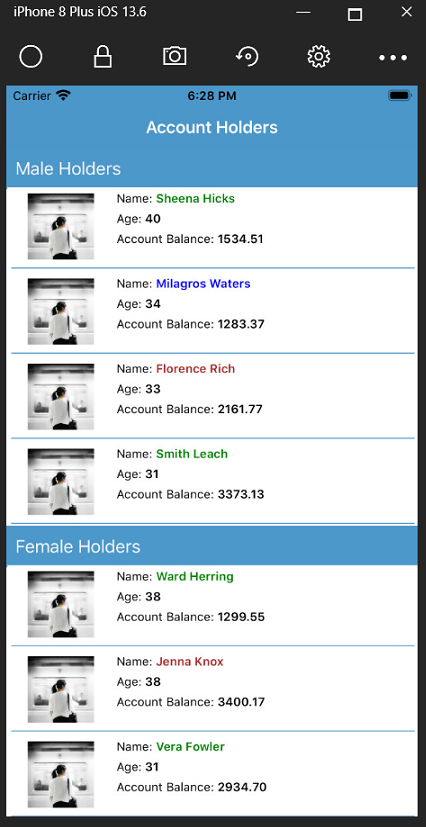 iPhone 8 Plus iOS 13.6
Carrier 6:28 PM
Account Holders
Male Holders
Name: Sheena Hicks
Age: 40
Account Balance: 1534.51
Name: Milagros Waters
Age: 34
Account Balance: 1283.37
Name: Florence Rich
Age: 33
Account Balance: 2161.77
Name: Smith Leach
Age: 31
Account Balance: 3373.13
Female Holders
Name: Ward Herring
Age: 38
Account Balance: 1299.55
Name: Jenna Knox
Age: 38
Account Balance: 3400.17
Name: Vera Fowler
Age: 31
Account Balance: 2934.70